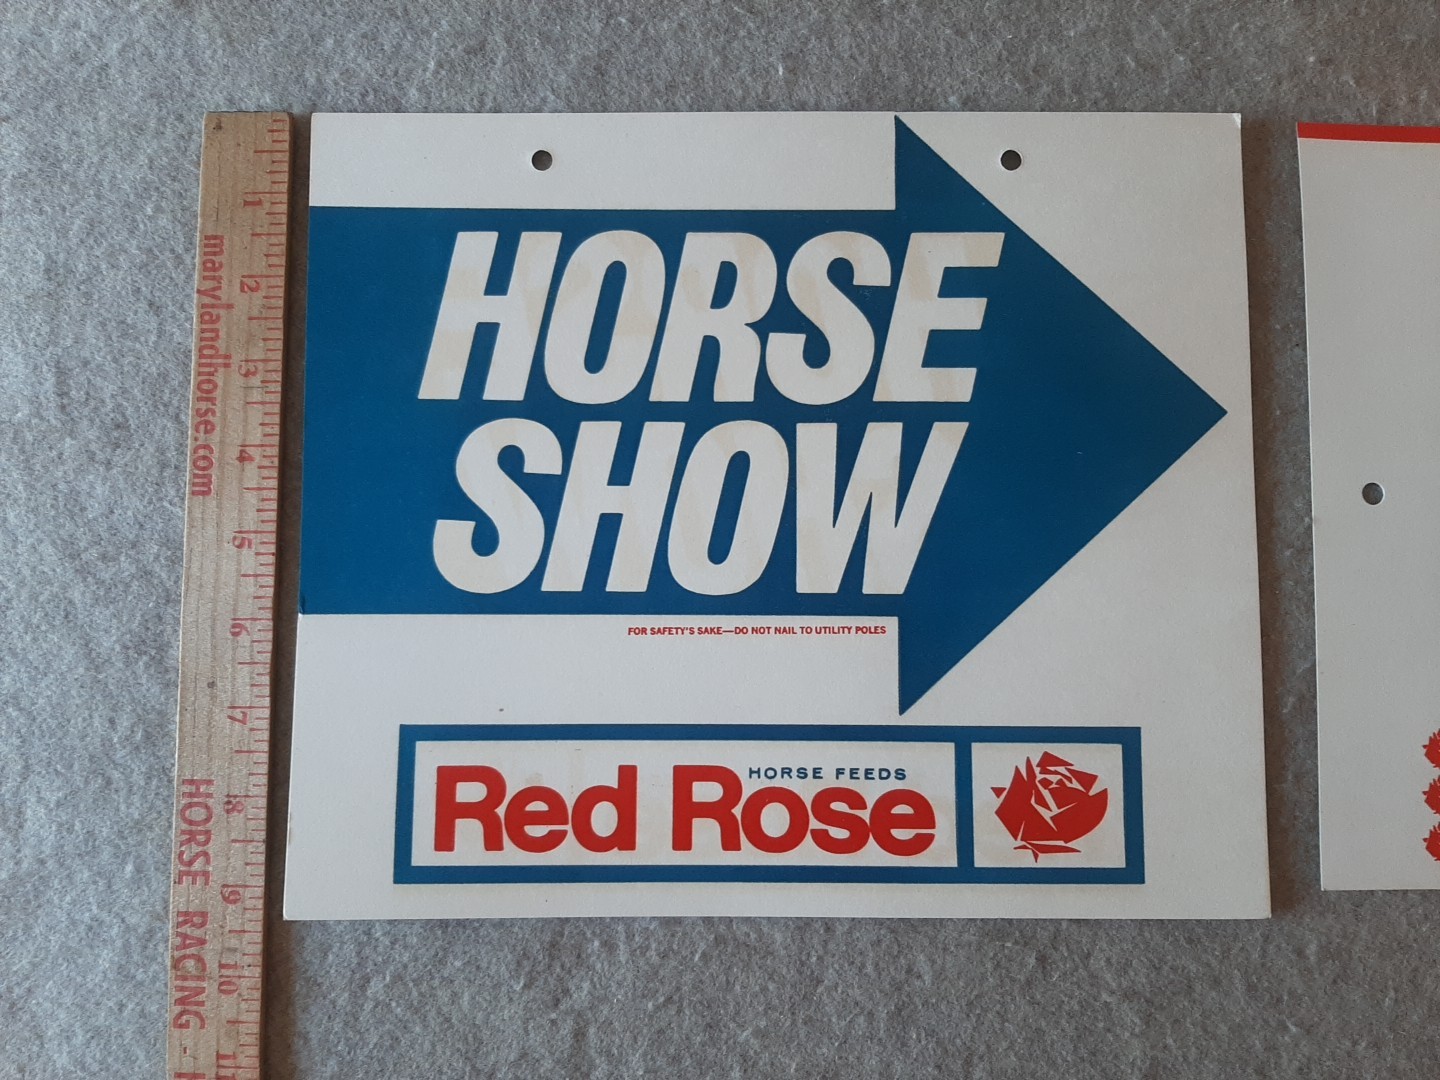 HORSE
SHOW
FOR SAFETY'S SAKE—DO NOT NAIL TO UTILITY POLES
HORSE FEEDS
Red Rose
marylandhorse.com
HORSE RACING -
1
2
3
4
5
6
7
8
9
10